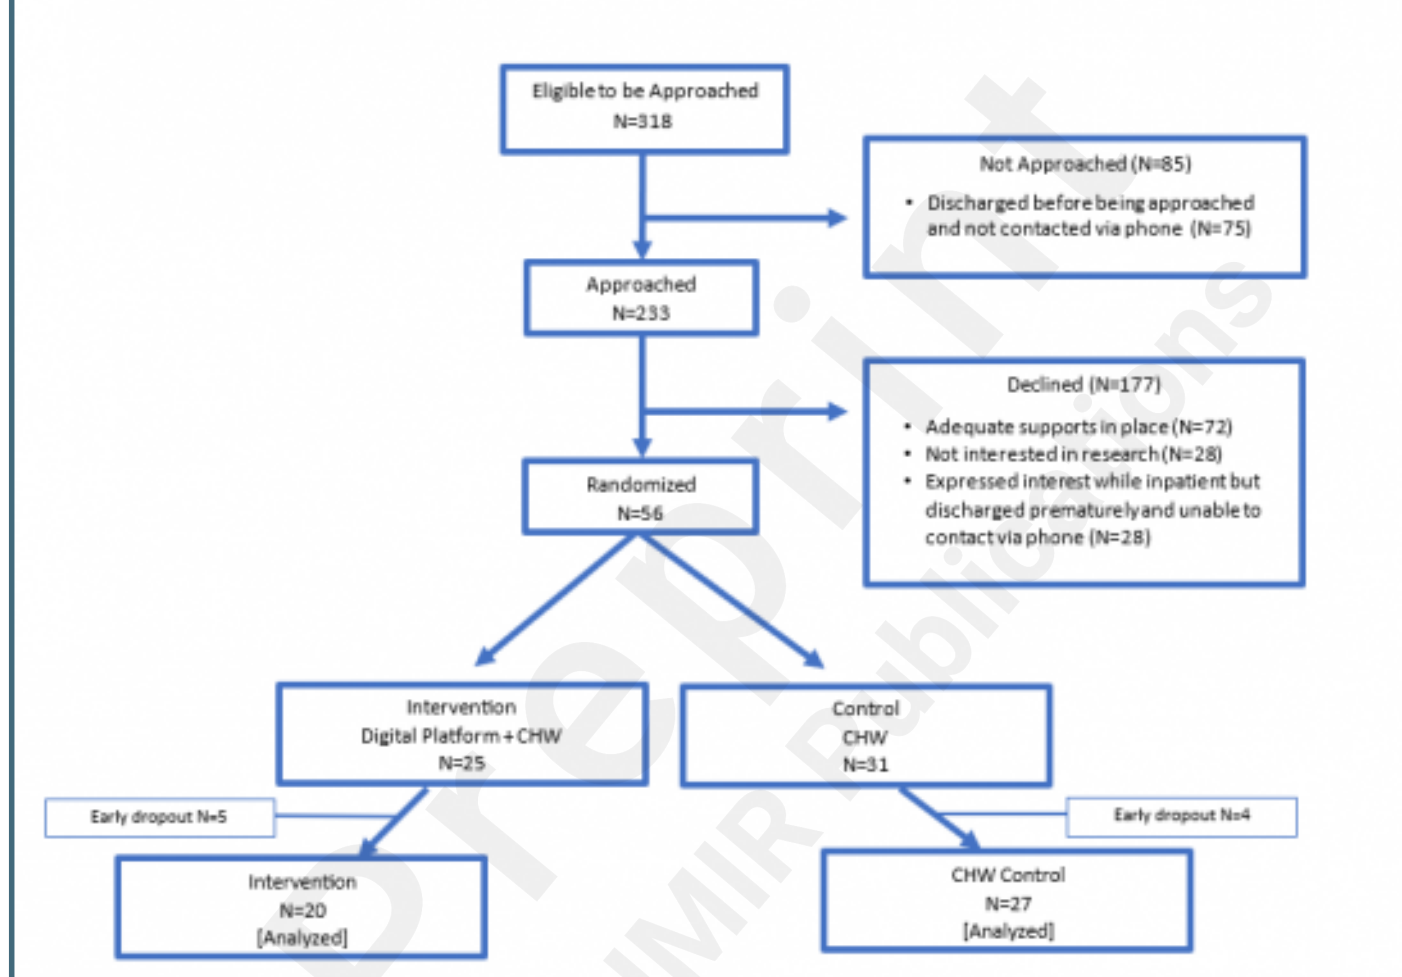 Eligible to be Approached
N=318
Not Approached (N=85)
• Discharged before being approached
and not contacted via phone (N=75)
Approached
N=233
Declined (N=177)
• Adequate supports in place (N=72)
• Not interested in research (N=28)
• Expressed interest while inpatient but
discharged prematurely and unable to
contact via phone (N=28)
Randomized
N=56
Intervention
Digital Platform + CHW
N=25
Control
CHW
N=31
Early dropout N=5
Early dropout N=4
Intervention
N=20
[Analyzed]
CHW Control
N=27
[Analyzed]
Preprint
JMIR Publications